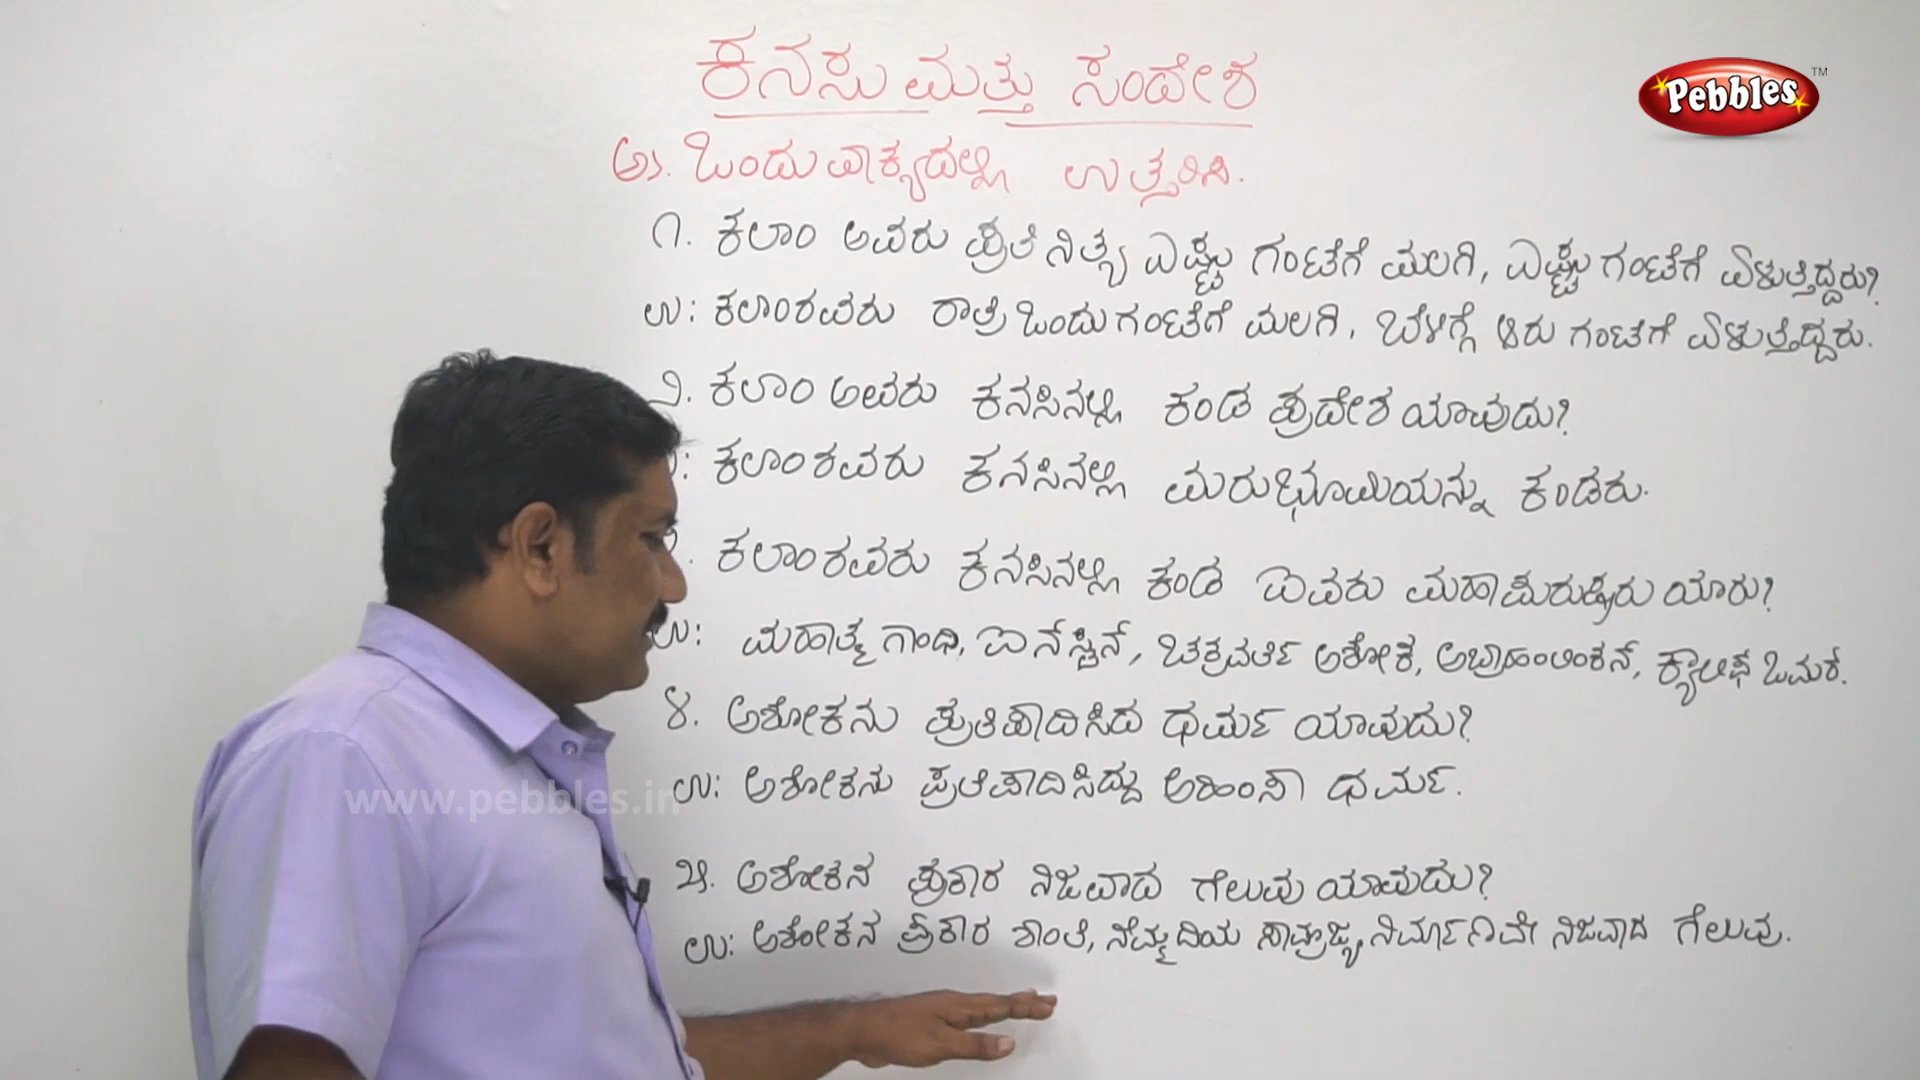 ಕನಸು ಮತ್ತು ಸಂದೇಶ
Pebbles TM
ಅ). ಒಂದು ವಾಕ್ಯದಲ್ಲಿ ಉತ್ತರಿಸಿ.
೧. ಕಲಾಂ ಅವರು ಪ್ರತಿ ನಿತ್ಯ ಎಷ್ಟು ಗಂಟೆಗೆ ಮಲಗಿ, ಎಷ್ಟು ಗಂಟೆಗೆ ಏಳುತ್ತಿದ್ದರು?
ಉ: ಕಲಾಂರವರು ರಾತ್ರಿ ಒಂದು ಗಂಟೆಗೆ ಮಲಗಿ, ಬೆಳಗ್ಗೆ ಆರು ಗಂಟೆಗೆ ಏಳುತ್ತಿದ್ದರು.
೨. ಕಲಾಂ ಅವರು ಕನಸಿನಲ್ಲಿ ಕಂಡ ಪ್ರದೇಶ ಯಾವುದು?
: ಕಲಾಂರವರು ಕನಸಿನಲ್ಲಿ ಮರುಭೂಮಿಯನ್ನು ಕಂಡರು.
. ಕಲಾಂರವರು ಕನಸಿನಲ್ಲಿ ಕಂಡ ಐವರು ಮಹಾಪುರುಷರು ಯಾರು?
ಉ: ಮಹಾತ್ಮ ಗಾಂಧಿ, ಐನ್‌ಸ್ಟಿನ್, ಚಕ್ರವರ್ತಿ ಅಶೋಕ, ಅಬ್ರಾಹಂಲಿಂಕನ್, ಕ್ಯಾಲಿಫ ಓಮರ್.
೪. ಅಶೋಕನು ಪ್ರತಿಪಾದಿಸಿದ ಧರ್ಮ ಯಾವುದು?
ಉ: ಅಶೋಕನು ಪ್ರತಿಪಾದಿಸಿದ್ದು ಅಹಿಂಸಾ ಧರ್ಮ.
www.pebbles.in
೫. ಅಶೋಕನ ಪ್ರಕಾರ ನಿಜವಾದ ಗೆಲುವು ಯಾವುದು?
ಉ: ಅಶೋಕನ ಪ್ರಕಾರ ಶಾಂತಿ, ನೆಮ್ಮದಿಯ ಸಾಮ್ರಾಜ್ಯ ನಿರ್ಮಾಣವೇ ನಿಜವಾದ ಗೆಲುವು.